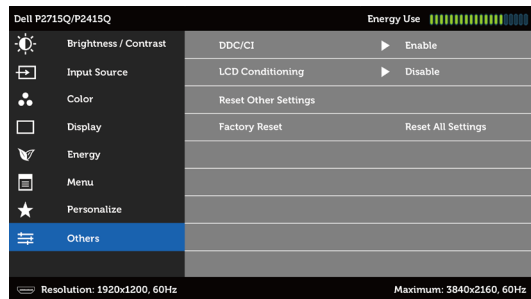 Dell P2715Q/P2415Q Energy Use
Brightness / Contrast DDC/CI Enable
Input Source LCD Conditioning Disable
Color Reset Other Settings
Display Factory Reset Reset All Settings
Energy
Menu
Personalize
Others
Resolution: 1920x1200, 60Hz Maximum: 3840x2160, 60Hz